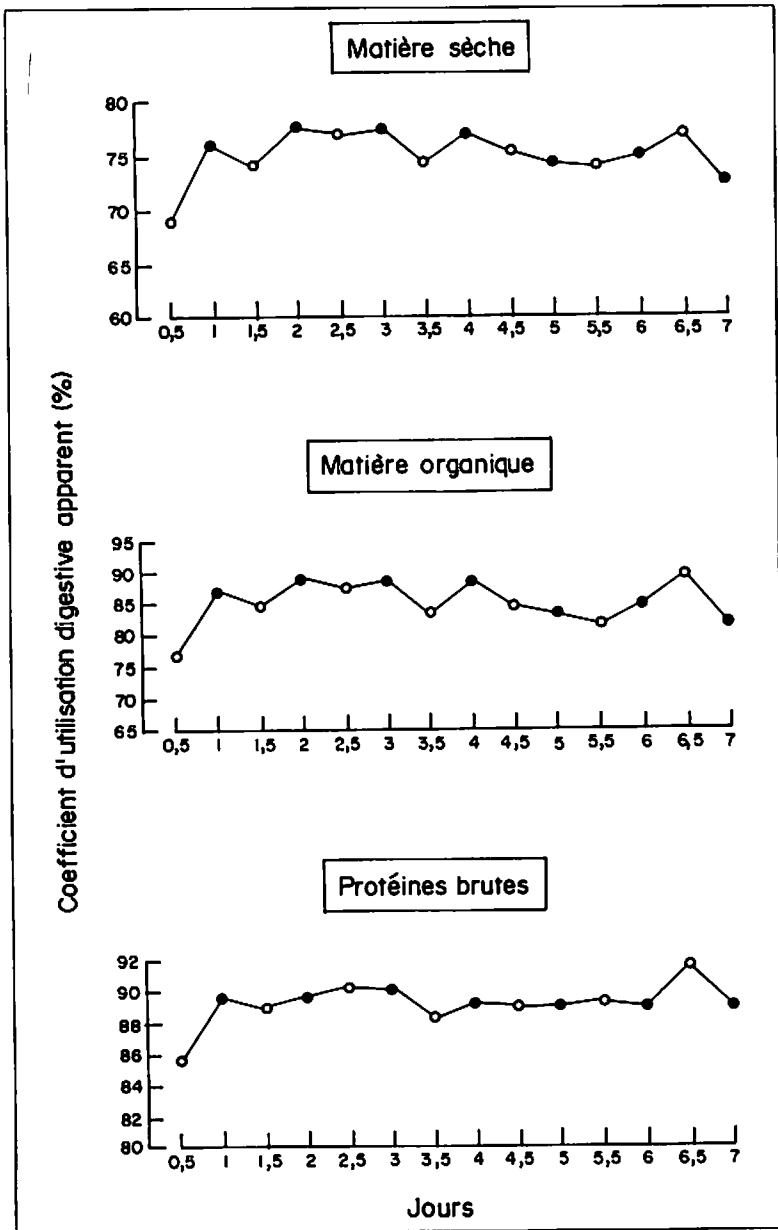 Matière sèche
80
75
70
65
60
0,5 1 1,5 2 2,5 3 3,5 4 4,5 5 5,5 6 6,5 7
Coefficient d'utilisation digestive apparent (%)
Matière organique
95
90
85
80
75
70
65
0,5 1 1,5 2 2,5 3 3,5 4 4,5 5 5,5 6 6,5 7
Protéines brutes
92
90
88
86
84
82
80
0,5 1 1,5 2 2,5 3 3,5 4 4,5 5 5,5 6 6,5 7
Jours